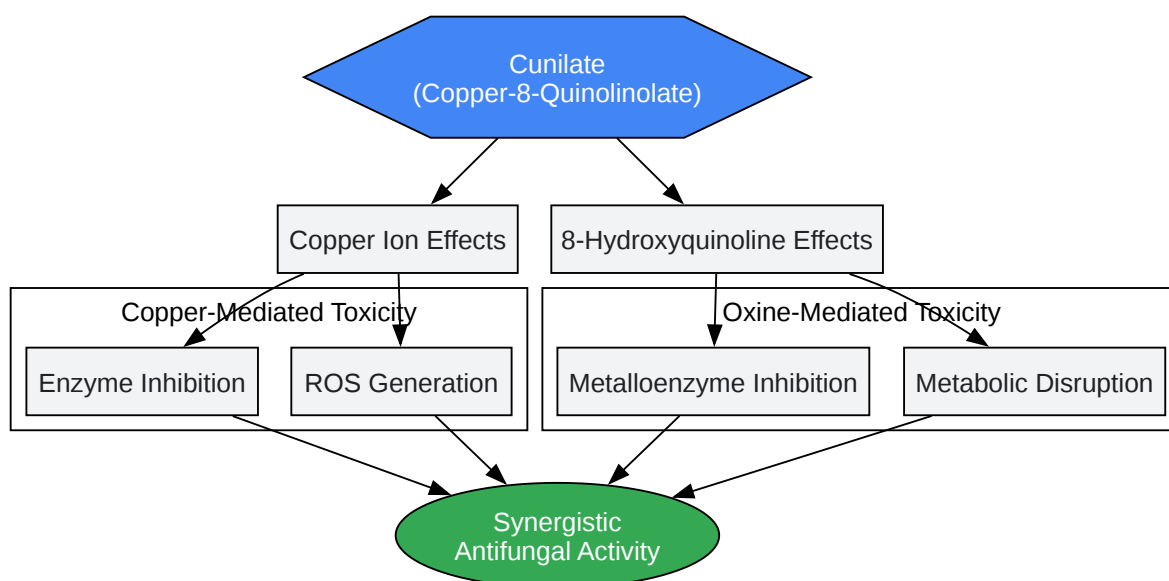 Cunilate
(Copper-8-Quinolinolate)
Copper Ion Effects
8-Hydroxyquinoline Effects
Copper-Mediated Toxicity
Oxine-Mediated Toxicity
Enzyme Inhibition
ROS Generation
Metalloenzyme Inhibition
Metabolic Disruption
Synergistic
Antifungal Activity